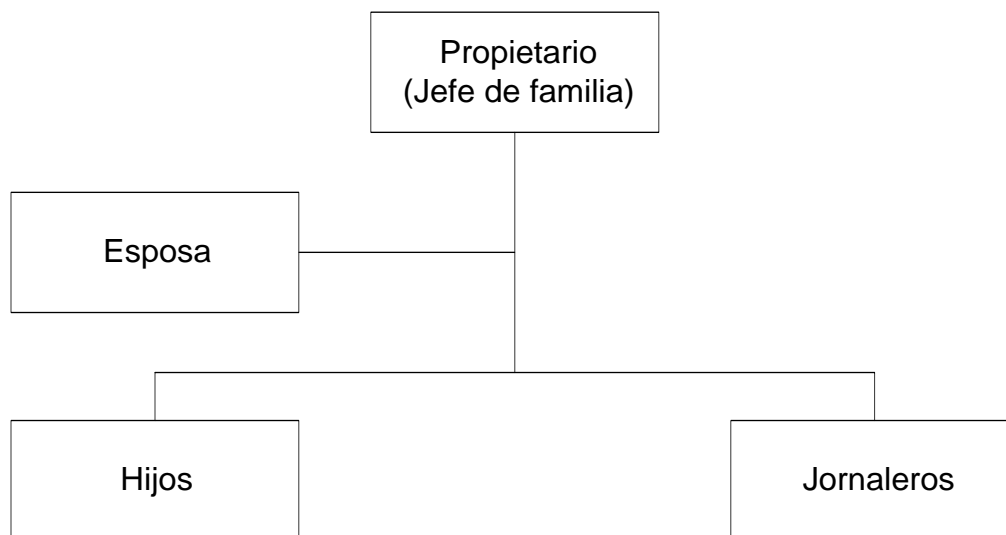 Propietario
(Jefe de familia)
Esposa
Hijos
Jornaleros